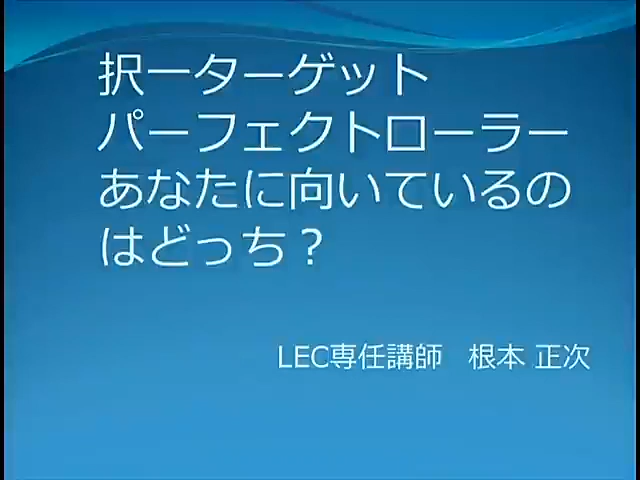 択一ターゲット
パーフェクトローラー
あなたに向いているの
はどっち？
LEC専任講師　根本 正次